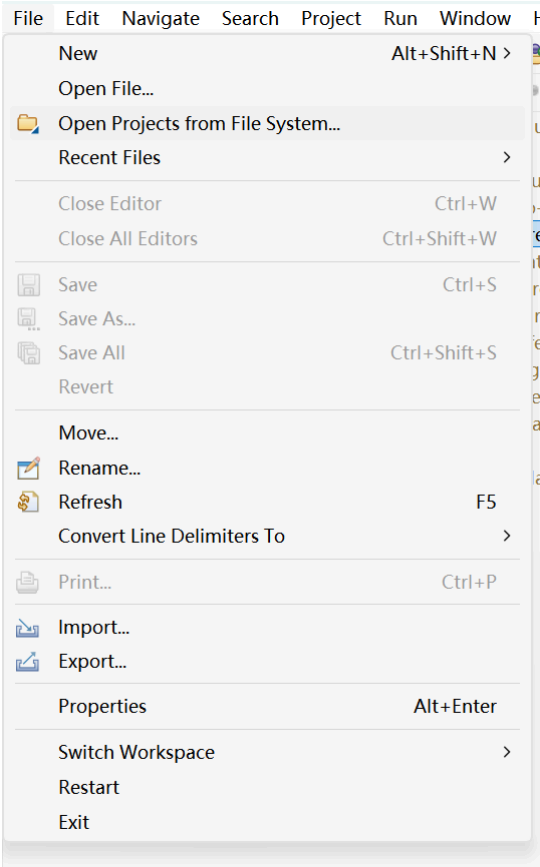 File Edit Navigate Search Project Run Window
New Alt+Shift+N
Open File...
Open Projects from File System...
Recent Files
Close Editor Ctrl+W
Close All Editors Ctrl+Shift+W
Save Ctrl+S
Save As...
Save All Ctrl+Shift+S
Revert
Move...
Rename...
Refresh F5
Convert Line Delimiters To
Print... Ctrl+P
Import...
Export...
Properties Alt+Enter
Switch Workspace
Restart
Exit